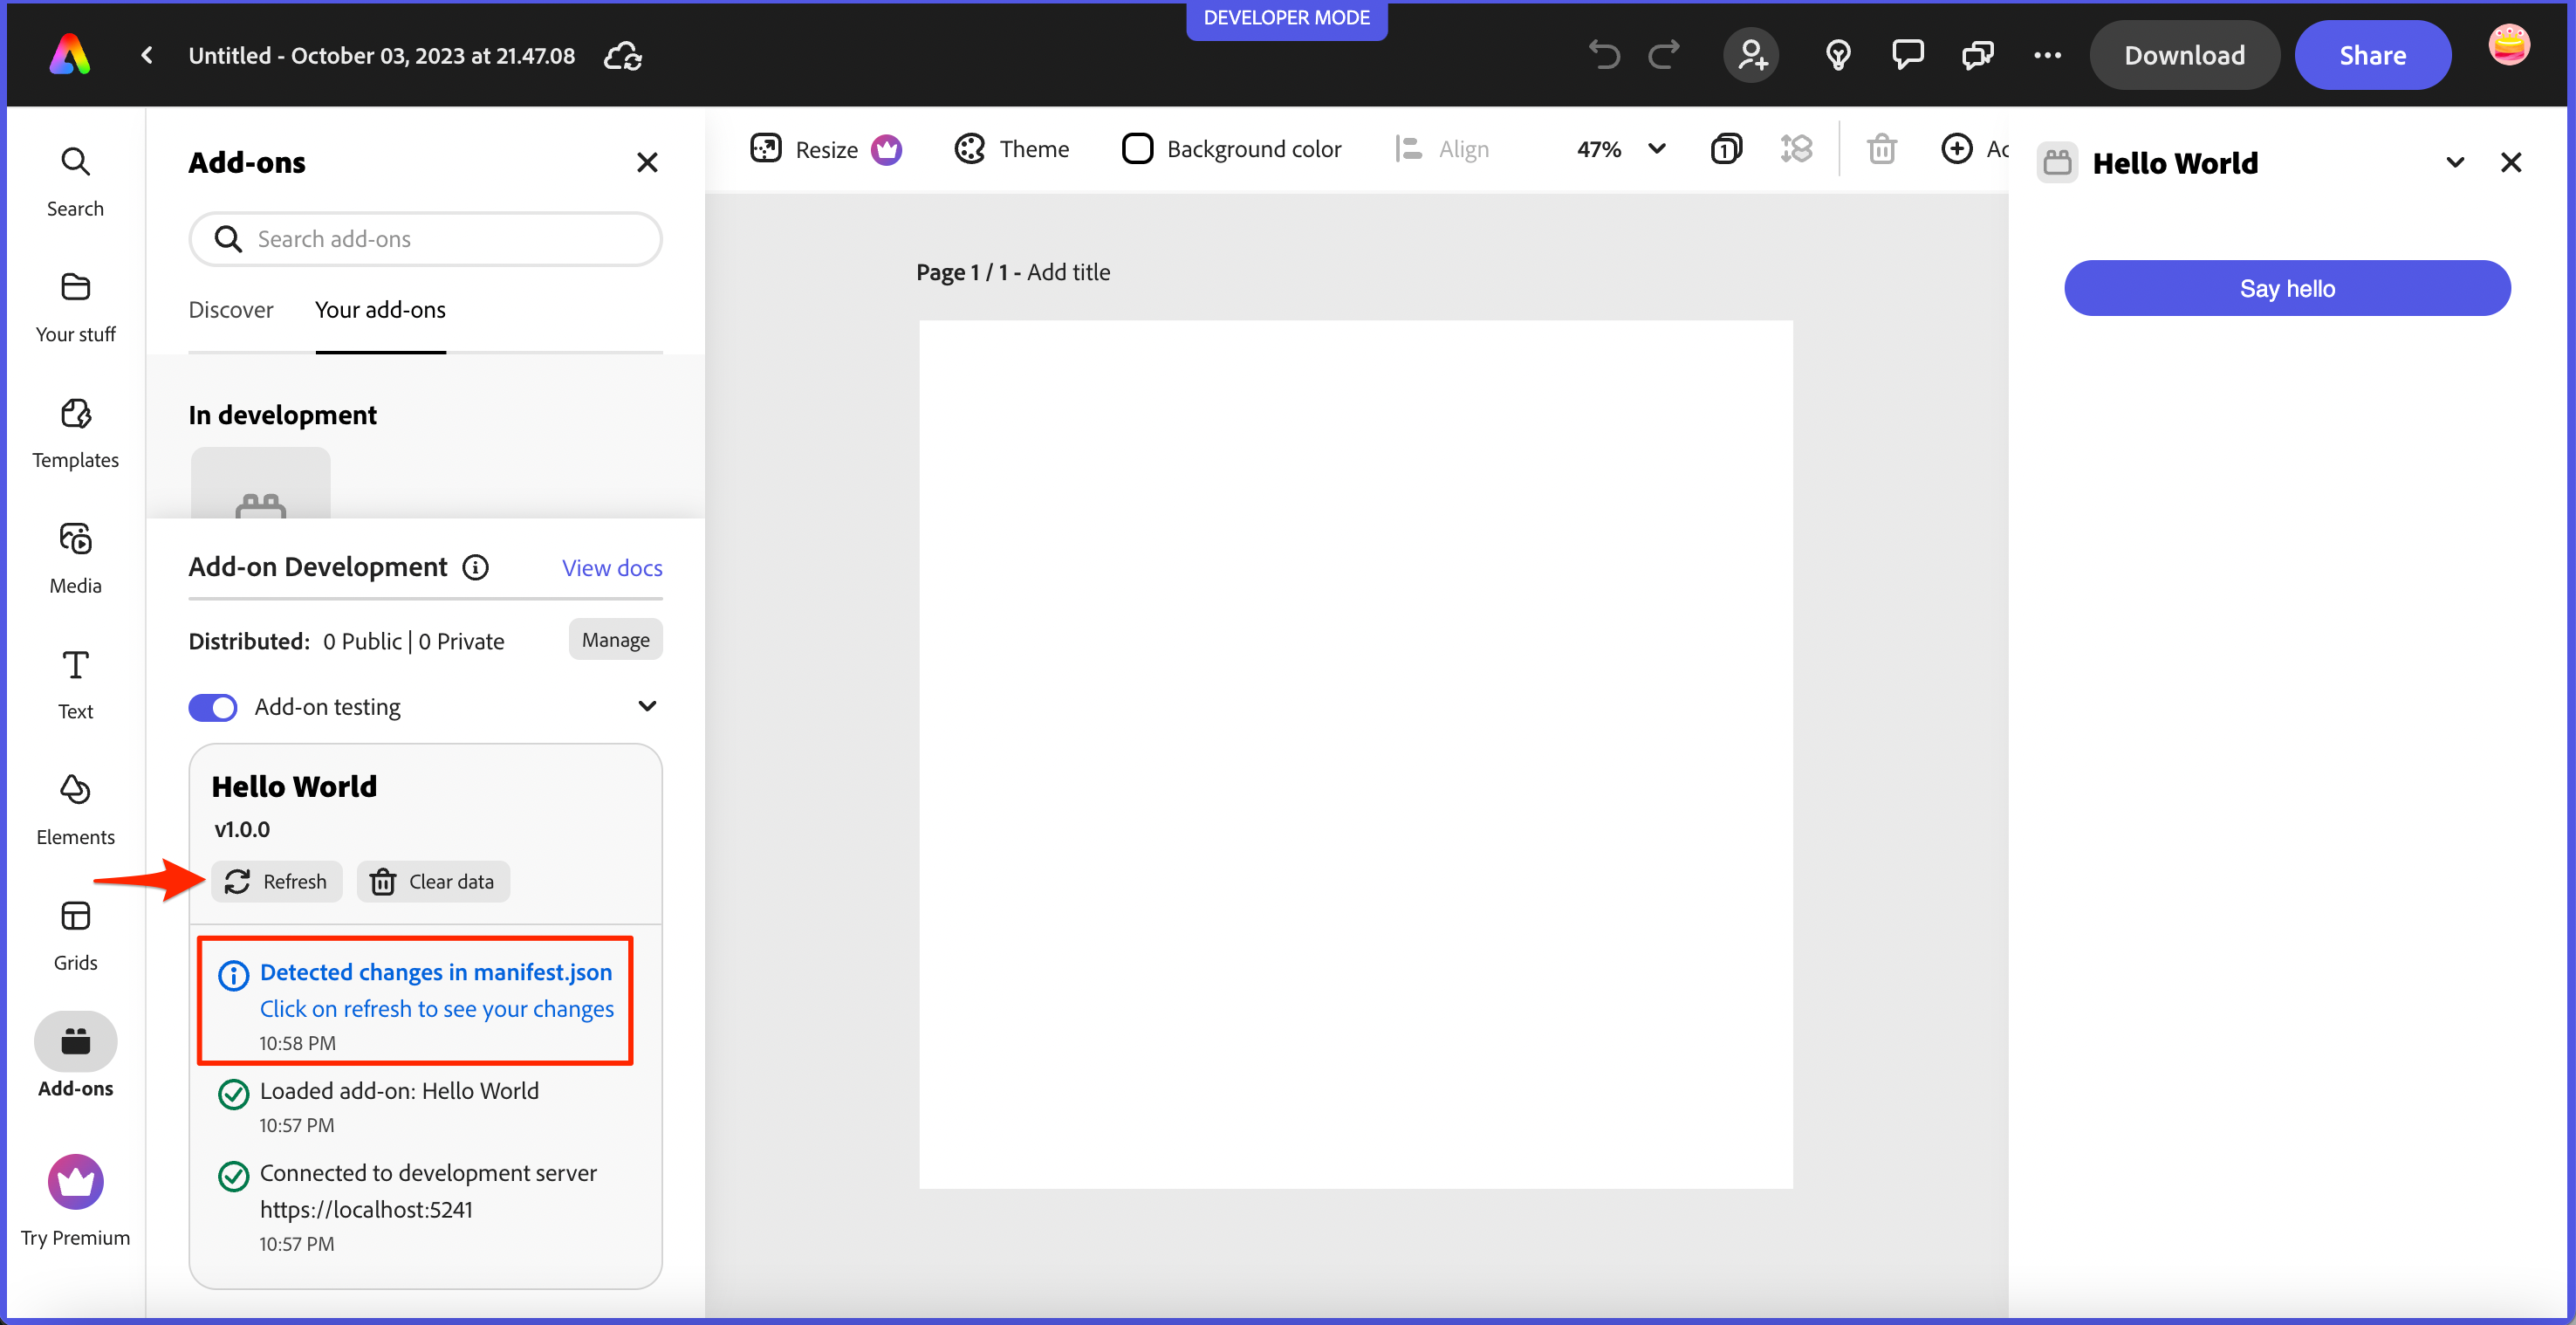 DEVELOPER MODE
Untitled - October 03, 2023 at 21.47.08
Download
Share
Search
Your stuff
Templates
Media
Text
Elements
Grids
Add-ons
Try Premium
Add-ons
Search add-ons
Discover
Your add-ons
In development
Add-on Development
View docs
Distributed: 0 Public | 0 Private
Manage
Add-on testing
Hello World
v1.0.0
Refresh
Clear data
Detected changes in manifest.json
Click on refresh to see your changes
10:58 PM
Loaded add-on: Hello World
10:57 PM
Connected to development server
https://localhost:5241
10:57 PM
Resize
Theme
Background color
Align
47%
1
Page 1 / 1 - Add title
Hello World
Say hello